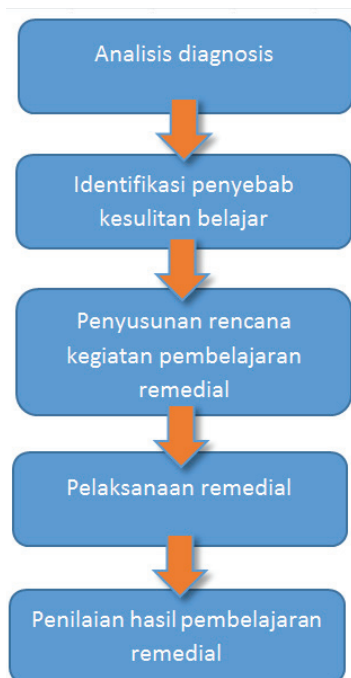 Analisis diagnosis
Identifikasi penyebab
kesulitan belajar
Penyusunan rencana
kegiatan pembelajaran
remedial
Pelaksanaan remedial
Penilaian hasil pembelajaran
remedial